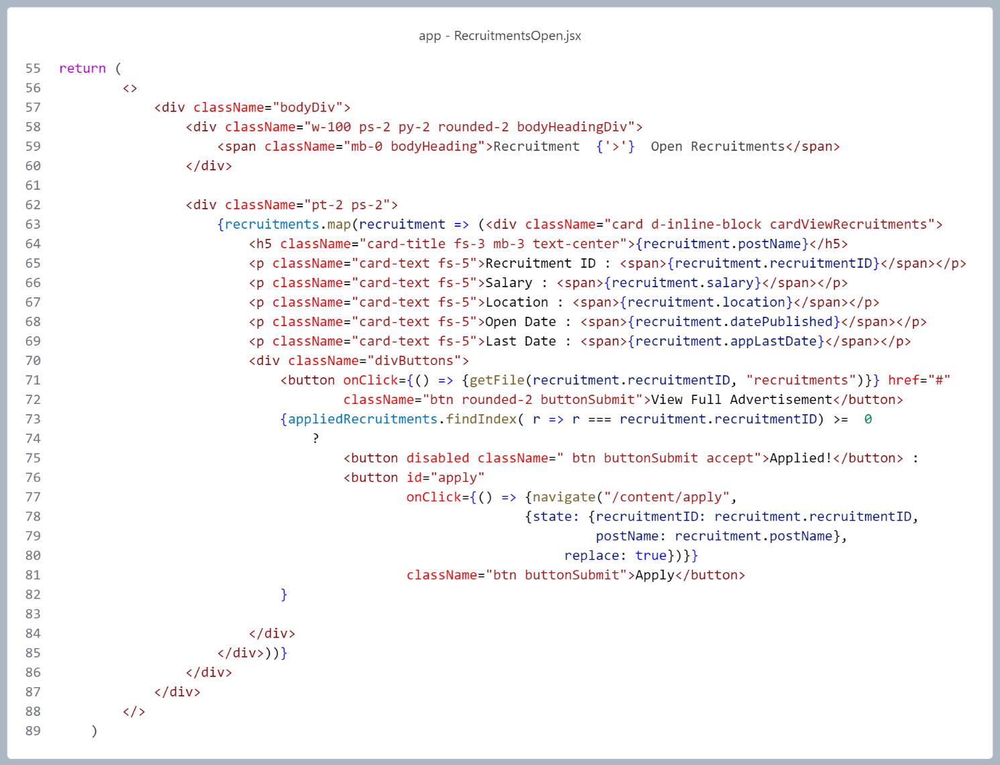 app - RecruitmentsOpen.jsx
55 return (
56 <>
57 <div className="bodyDiv">
58 <div className="w-100 ps-2 py-2 rounded-2 bodyHeadingDiv">
59 <span className="mb-0 bodyHeading">Recruitment  {'>'}  Open Recruitments</span>
60 </div>
61
62 <div className="pt-2 ps-2">
63 {recruitments.map(recruitment => (<div className="card d-inline-block cardViewRecruitments">
64 <h5 className="card-title fs-3 mb-3 text-center">{recruitment.postName}</h5>
65 <p className="card-text fs-5">Recruitment ID : <span>{recruitment.recruitmentID}</span></p>
66 <p className="card-text fs-5">Salary : <span>{recruitment.salary}</span></p>
67 <p className="card-text fs-5">Location : <span>{recruitment.location}</span></p>
68 <p className="card-text fs-5">Open Date : <span>{recruitment.datePublished}</span></p>
69 <p className="card-text fs-5">Last Date : <span>{recruitment.appLastDate}</span></p>
70 <div className="divButtons">
71 <button onClick={() => {getFile(recruitment.recruitmentID, "recruitments")}} href="#"
72 className="btn rounded-2 buttonSubmit">View Full Advertisement</button>
73 {appliedRecruitments.findIndex( r => r === recruitment.recruitmentID) >=  0
74 ?
75 <button disabled className=" btn buttonSubmit accept">Applied!</button> :
76 <button id="apply"
77 onClick={() => {navigate("/content/apply",
78 {state: {recruitmentID: recruitment.recruitmentID,
79 postName: recruitment.postName},
80 replace: true})}}
81 className="btn buttonSubmit">Apply</button>
82 }
83
84 </div>
85 </div>))}
86 </div>
87 </div>
88 </>
89 )